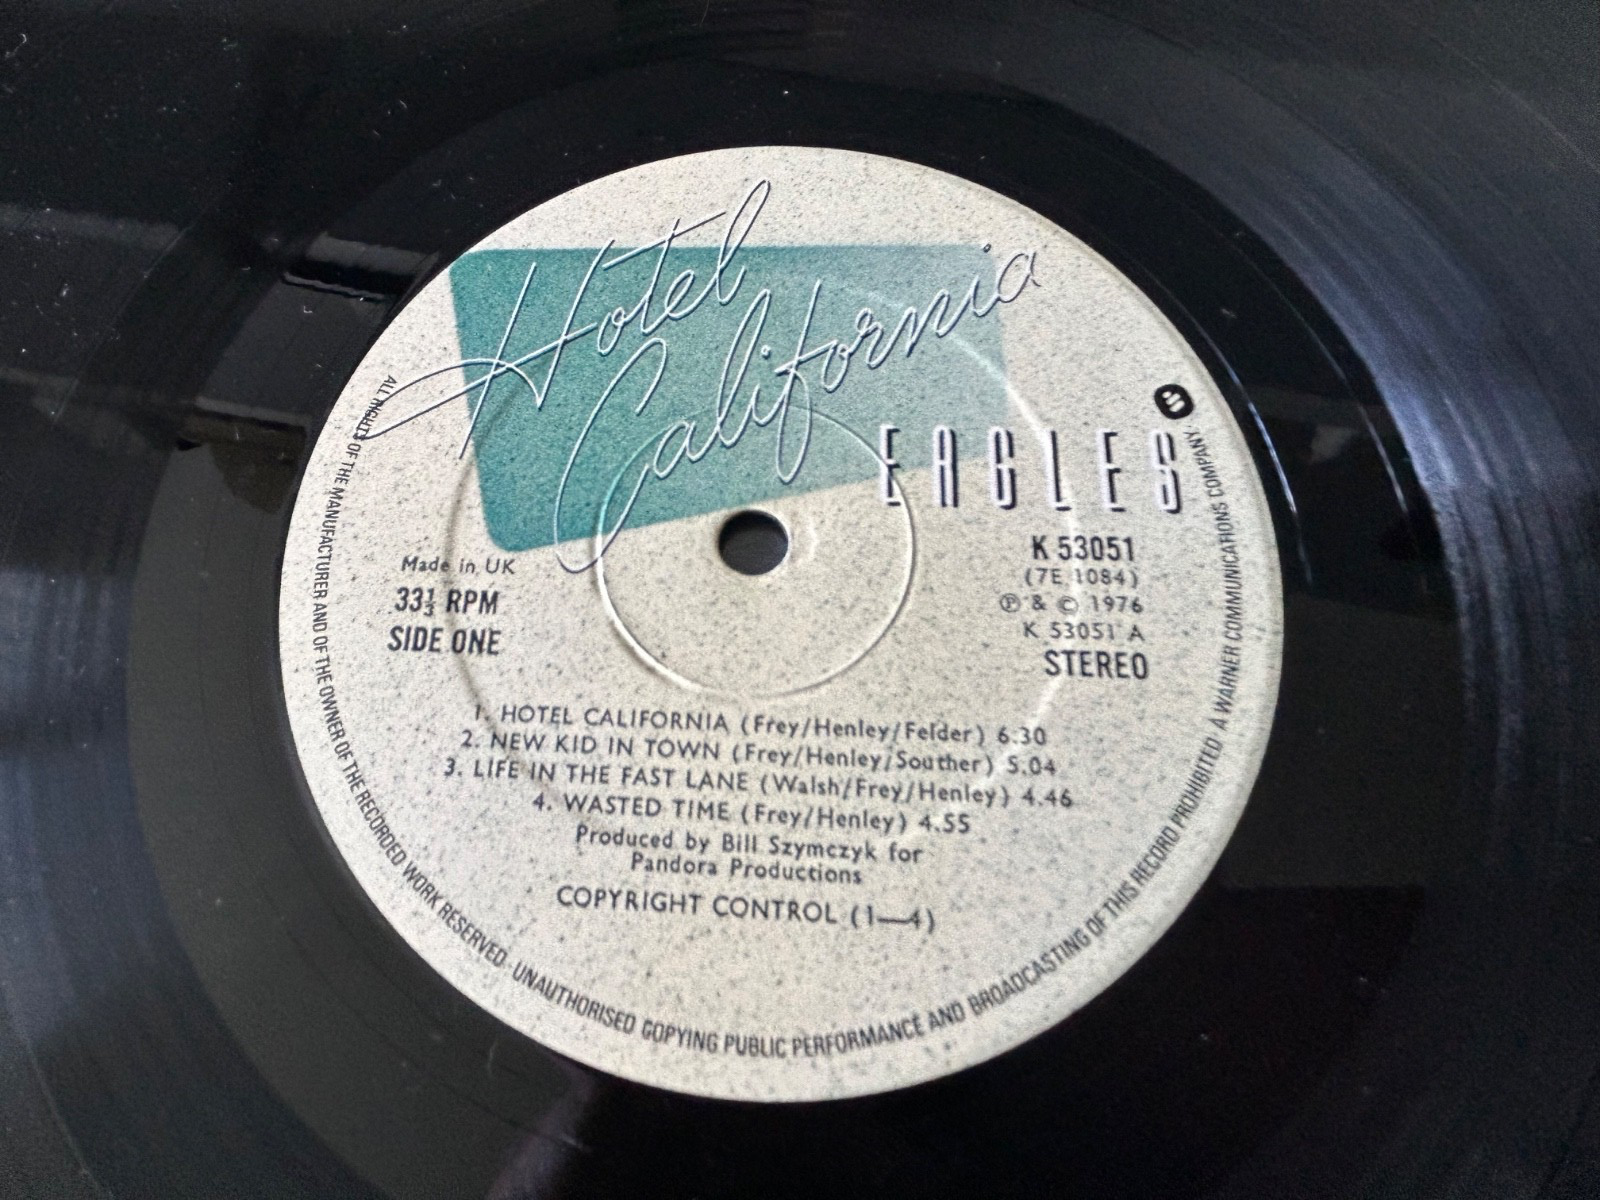 Hotel
California
EAGLES
K 53051
(7E 1084)
Ⓟ & © 1976
K 53051 A
STEREO
Made in UK
33⅓ RPM
SIDE ONE
1. HOTEL CALIFORNIA (Frey/Henley/Felder) 6.30
2. NEW KID IN TOWN (Frey/Henley/Souther) 5.04
3. LIFE IN THE FAST LANE (Walsh/Frey/Henley) 4.46
4. WASTED TIME (Frey/Henley) 4.55
Produced by Bill Szymczyk for
Pandora Productions
COPYRIGHT CONTROL (1—4)
ALL RIGHTS OF THE MANUFACTURER AND OF THE OWNER OF THE RECORDED WORK RESERVED · UNAUTHORISED COPYING PUBLIC PERFORMANCE AND BROADCASTING OF THIS RECORD PROHIBITED A WARNER COMMUNICATIONS COMPANY·